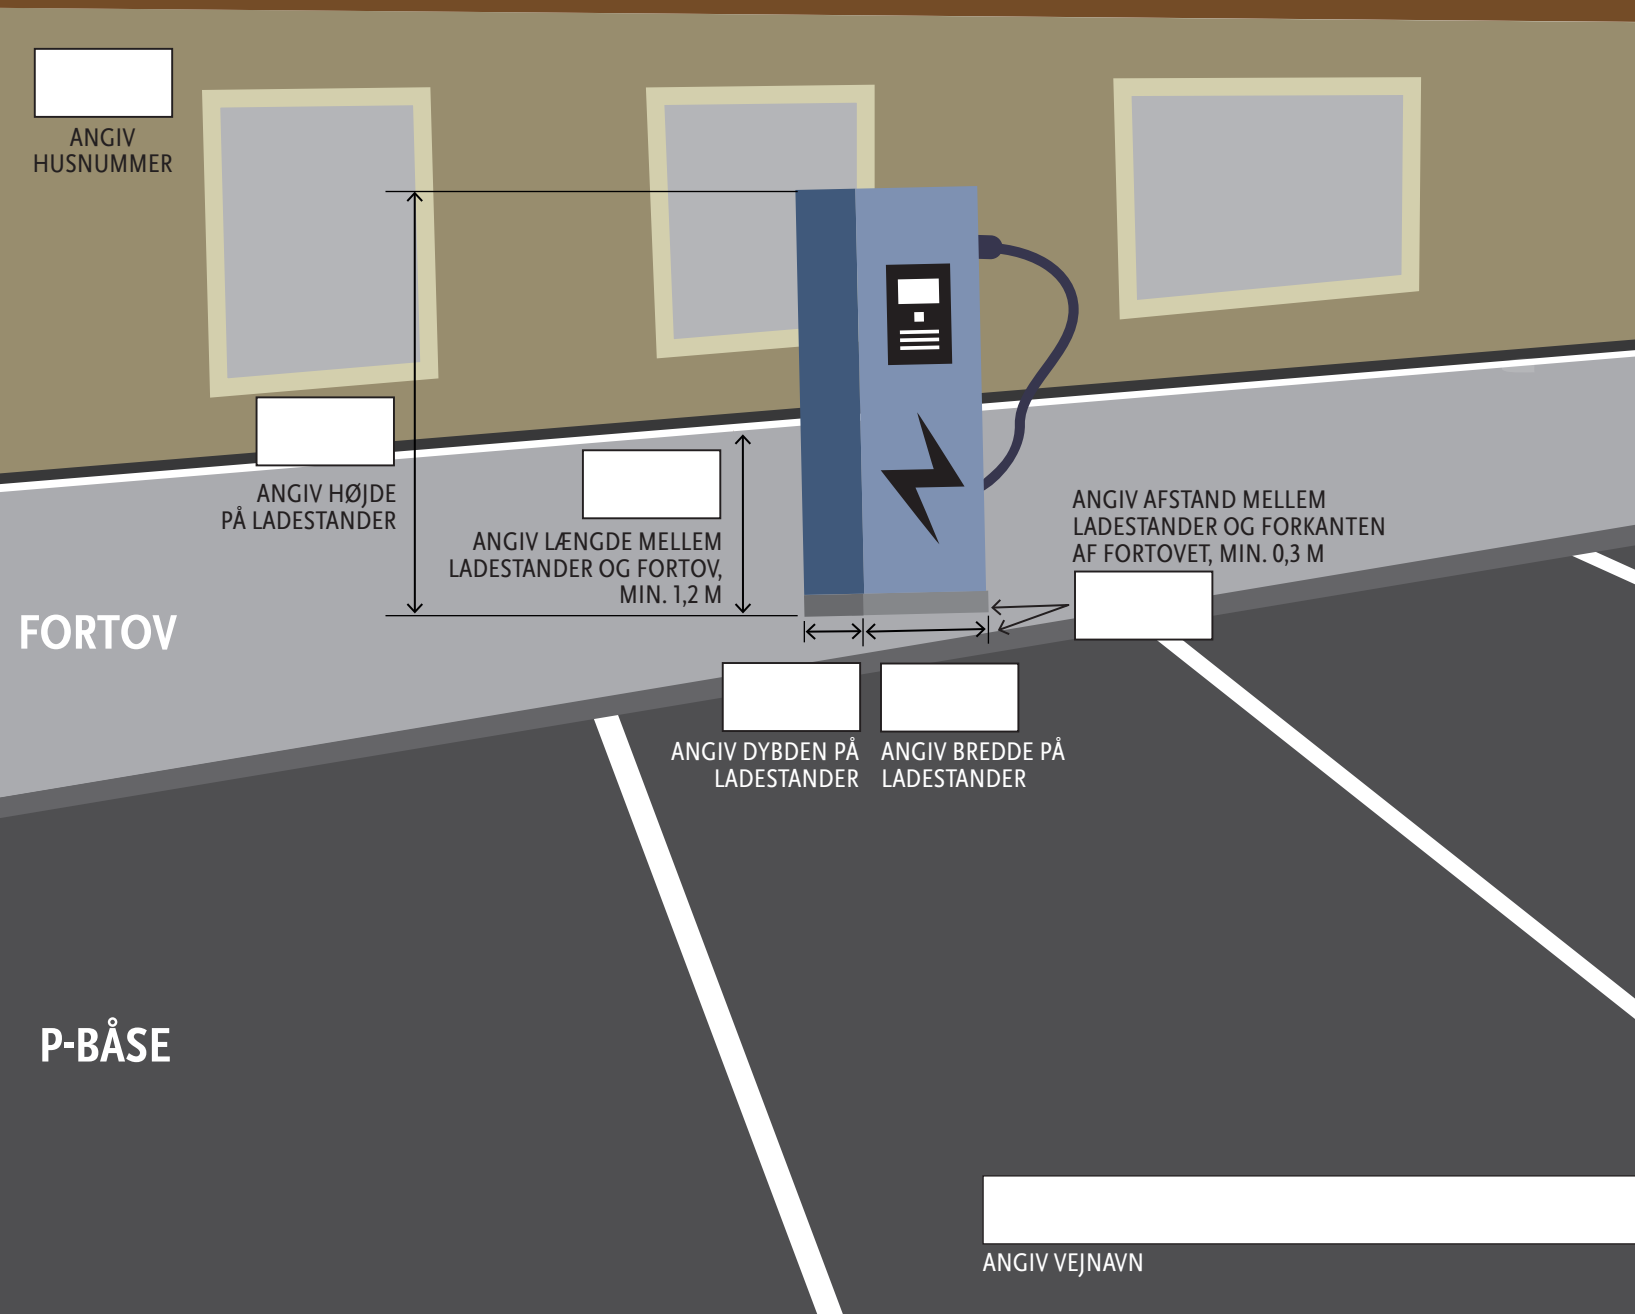 ANGIV
HUSNUMMER
ANGIV HØJDE
PÅ LADESTANDER
ANGIV LÆNGDE MELLEM
LADESTANDER OG FORTOV,
MIN. 1,2 M
ANGIV AFSTAND MELLEM
LADESTANDER OG FORKANTEN
AF FORTOVET, MIN. 0,3 M
FORTOV
ANGIV DYBDEN PÅ
LADESTANDER
ANGIV BREDDE PÅ
LADESTANDER
P-BÅSE
ANGIV VEJNAVN